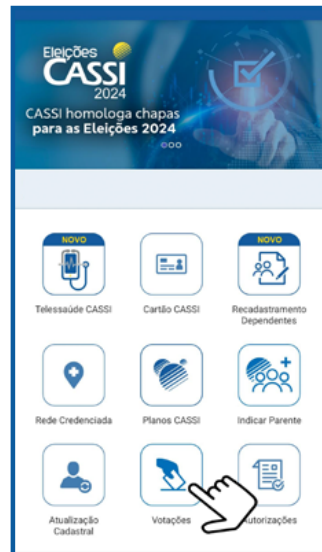 Eleições
CASSI
2024
CASSI homologa chapas
para as Eleições 2024
NOVO
NOVO
Telessaúde CASSI
Cartão CASSI
Recadastramento
Dependentes
Rede Credenciada
Planos CASSI
Indicar Parente
Atualização
Cadastral
Votações
Autorizações